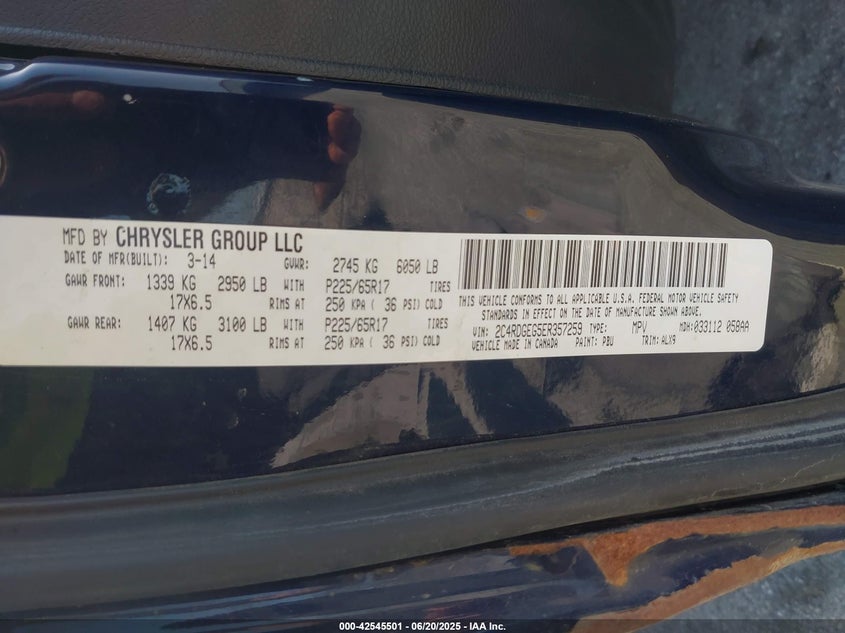 MFD BY CHRYSLER GROUP LLC
DATE OF MFR(BUILT): 3-14 GVWR: 2745 KG 6050 LB
GAWR FRONT: 1339 KG 2950 LB WITH P225/65R17 TIRES
17X6.5 RIMS AT 250 KPA ( 36 PSI) COLD
GAWR REAR: 1407 KG 3100 LB WITH P225/65R17 TIRES
17X6.5 RIMS AT 250 KPA ( 36 PSI) COLD
THIS VEHICLE CONFORMS TO ALL APPLICABLE U.S.A. FEDERAL MOTOR VEHICLE SAFETY
STANDARDS IN EFFECT ON THE DATE OF MANUFACTURE SHOWN ABOVE.
VIN: 2C4RDGEG5ER357259 TYPE: MPV MDH: 033112 058AA
VEHICLE MADE IN CANADA PAINT: PBU TRIM: ALX9
000-42545501 - 06/20/2025 - IAA Inc.